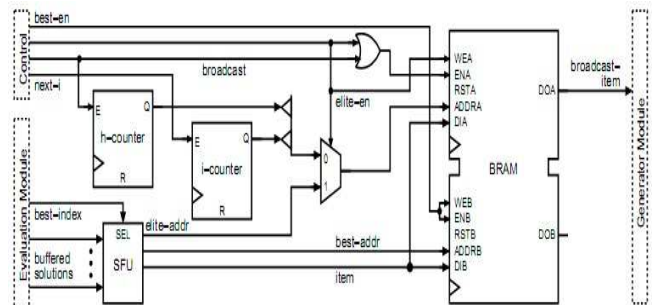 best-en
Control
broadcast
next-i
elite-en
E
Q
h-counter
R
E
Q
i-counter
R
0
1
WEA
ENA
RSTA
ADDRA
DIA
DOA
BRAM
WEB
ENB
RSTB
ADDRB
DIB
DOB
broadcast-
item
Generator Module
Evaluation Module
best-index
buffered
solutions
SEL
SFU
elite-addr
best-addr
item